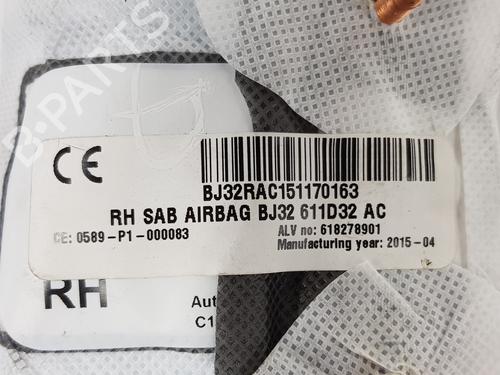 B-PARTS
CE
BJ32RAC151170163
RH SAB AIRBAG BJ32 611D32 AC
CE: 0589-P1-000083
ALV no: 618278901
Manufacturing year: 2015-04
RH
Aut
C1